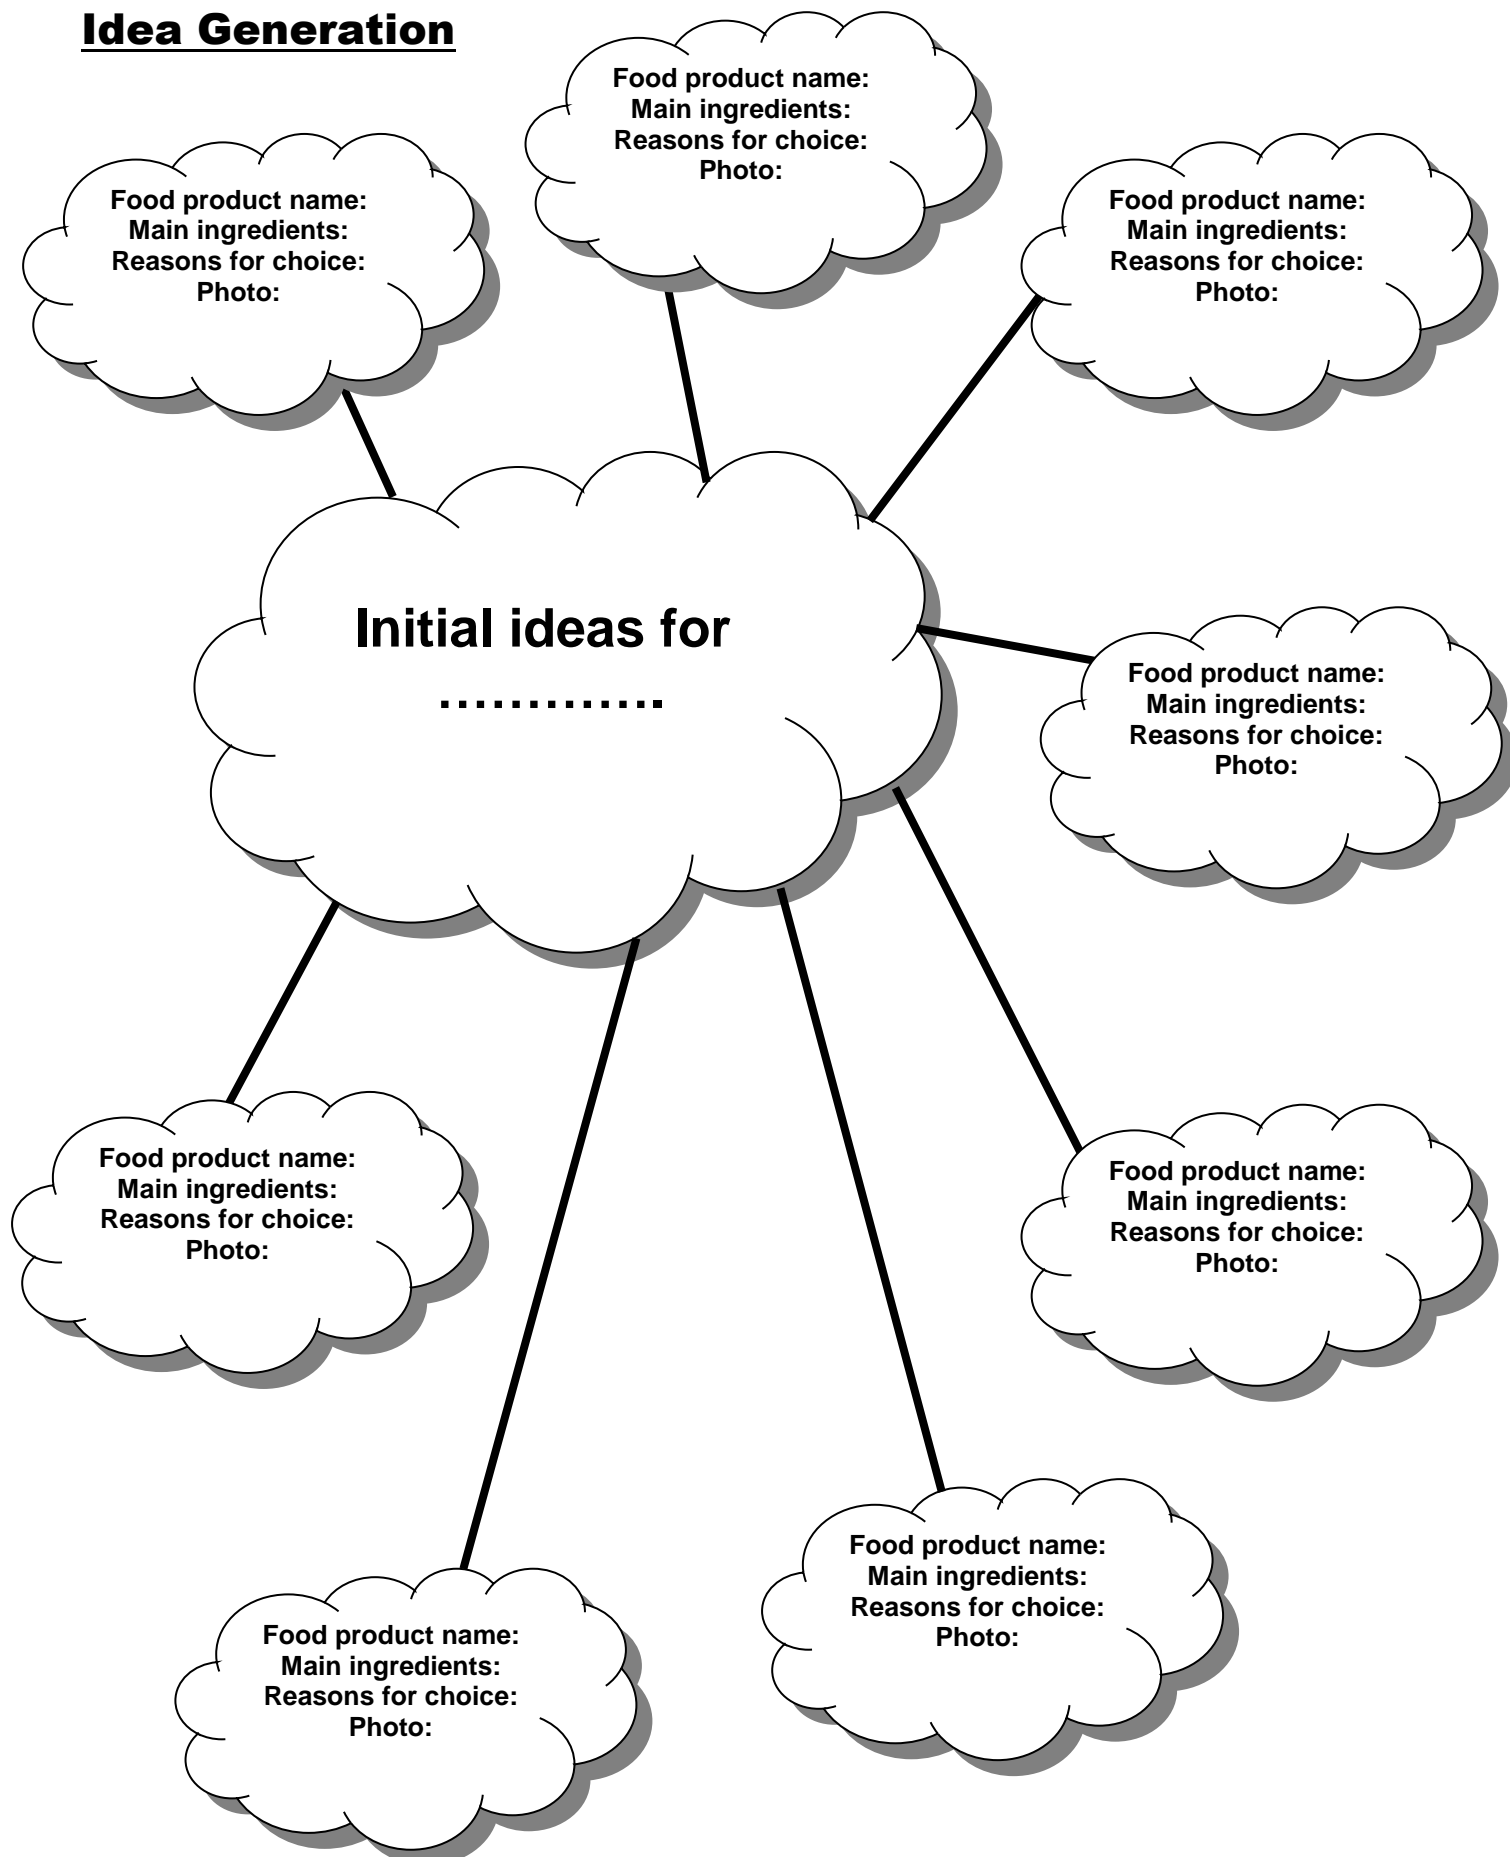 Idea Generation
Food product name:
Main ingredients:
Reasons for choice:
Photo:
Food product name:
Main ingredients:
Reasons for choice:
Photo:
Food product name:
Main ingredients:
Reasons for choice:
Photo:
Initial ideas for
.............
Food product name:
Main ingredients:
Reasons for choice:
Photo:
Food product name:
Main ingredients:
Reasons for choice:
Photo:
Food product name:
Main ingredients:
Reasons for choice:
Photo:
Food product name:
Main ingredients:
Reasons for choice:
Photo:
Food product name:
Main ingredients:
Reasons for choice:
Photo: